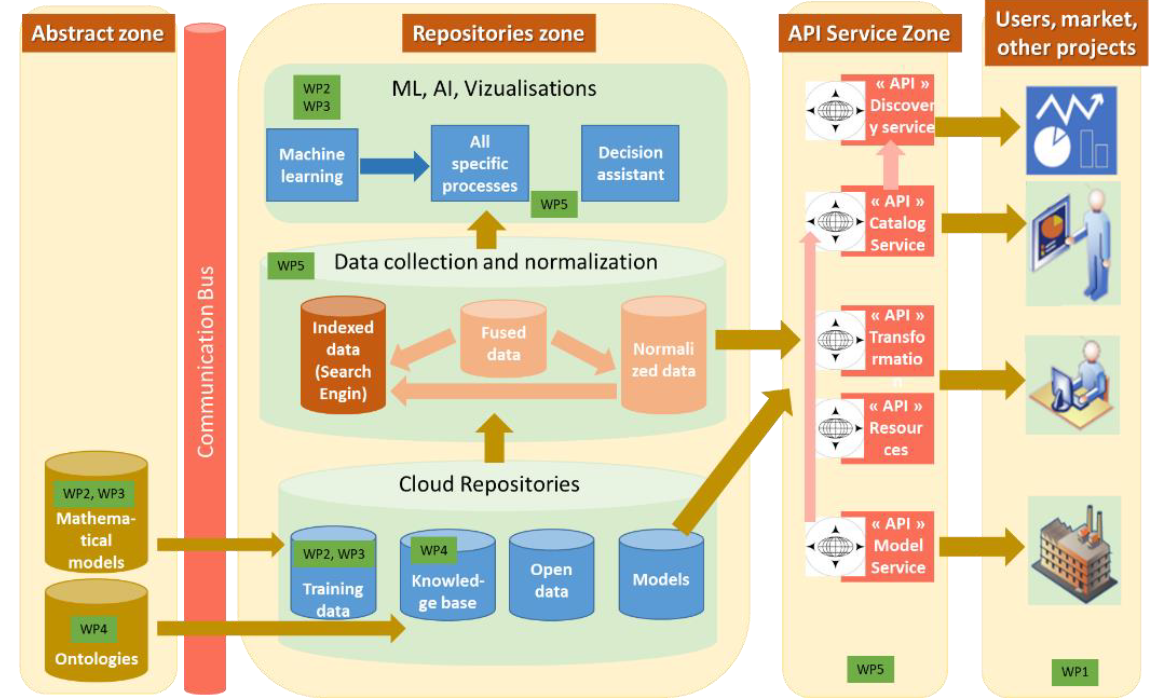 Abstract zone
Repositories zone
API Service Zone
Users, market,
other projects
Communication Bus
WP2
WP3
ML, AI, Vizualisations
Machine
learning
All
specific
processes
Decision
assistant
WP5
WP5
Data collection and normalization
Indexed
data
(Search
Engin)
Fused
data
Normali
zed data
Cloud Repositories
WP2, WP3
Training
data
WP4
Knowled-
ge base
Open
data
Models
WP2, WP3
Mathema-
tical
models
WP4
Ontologies
« API »
Discover
y service
« API »
Catalog
Service
« API »
Transfo
rmatio
n
« API »
Resour
ces
« API »
Model
Service
WP5
WP1